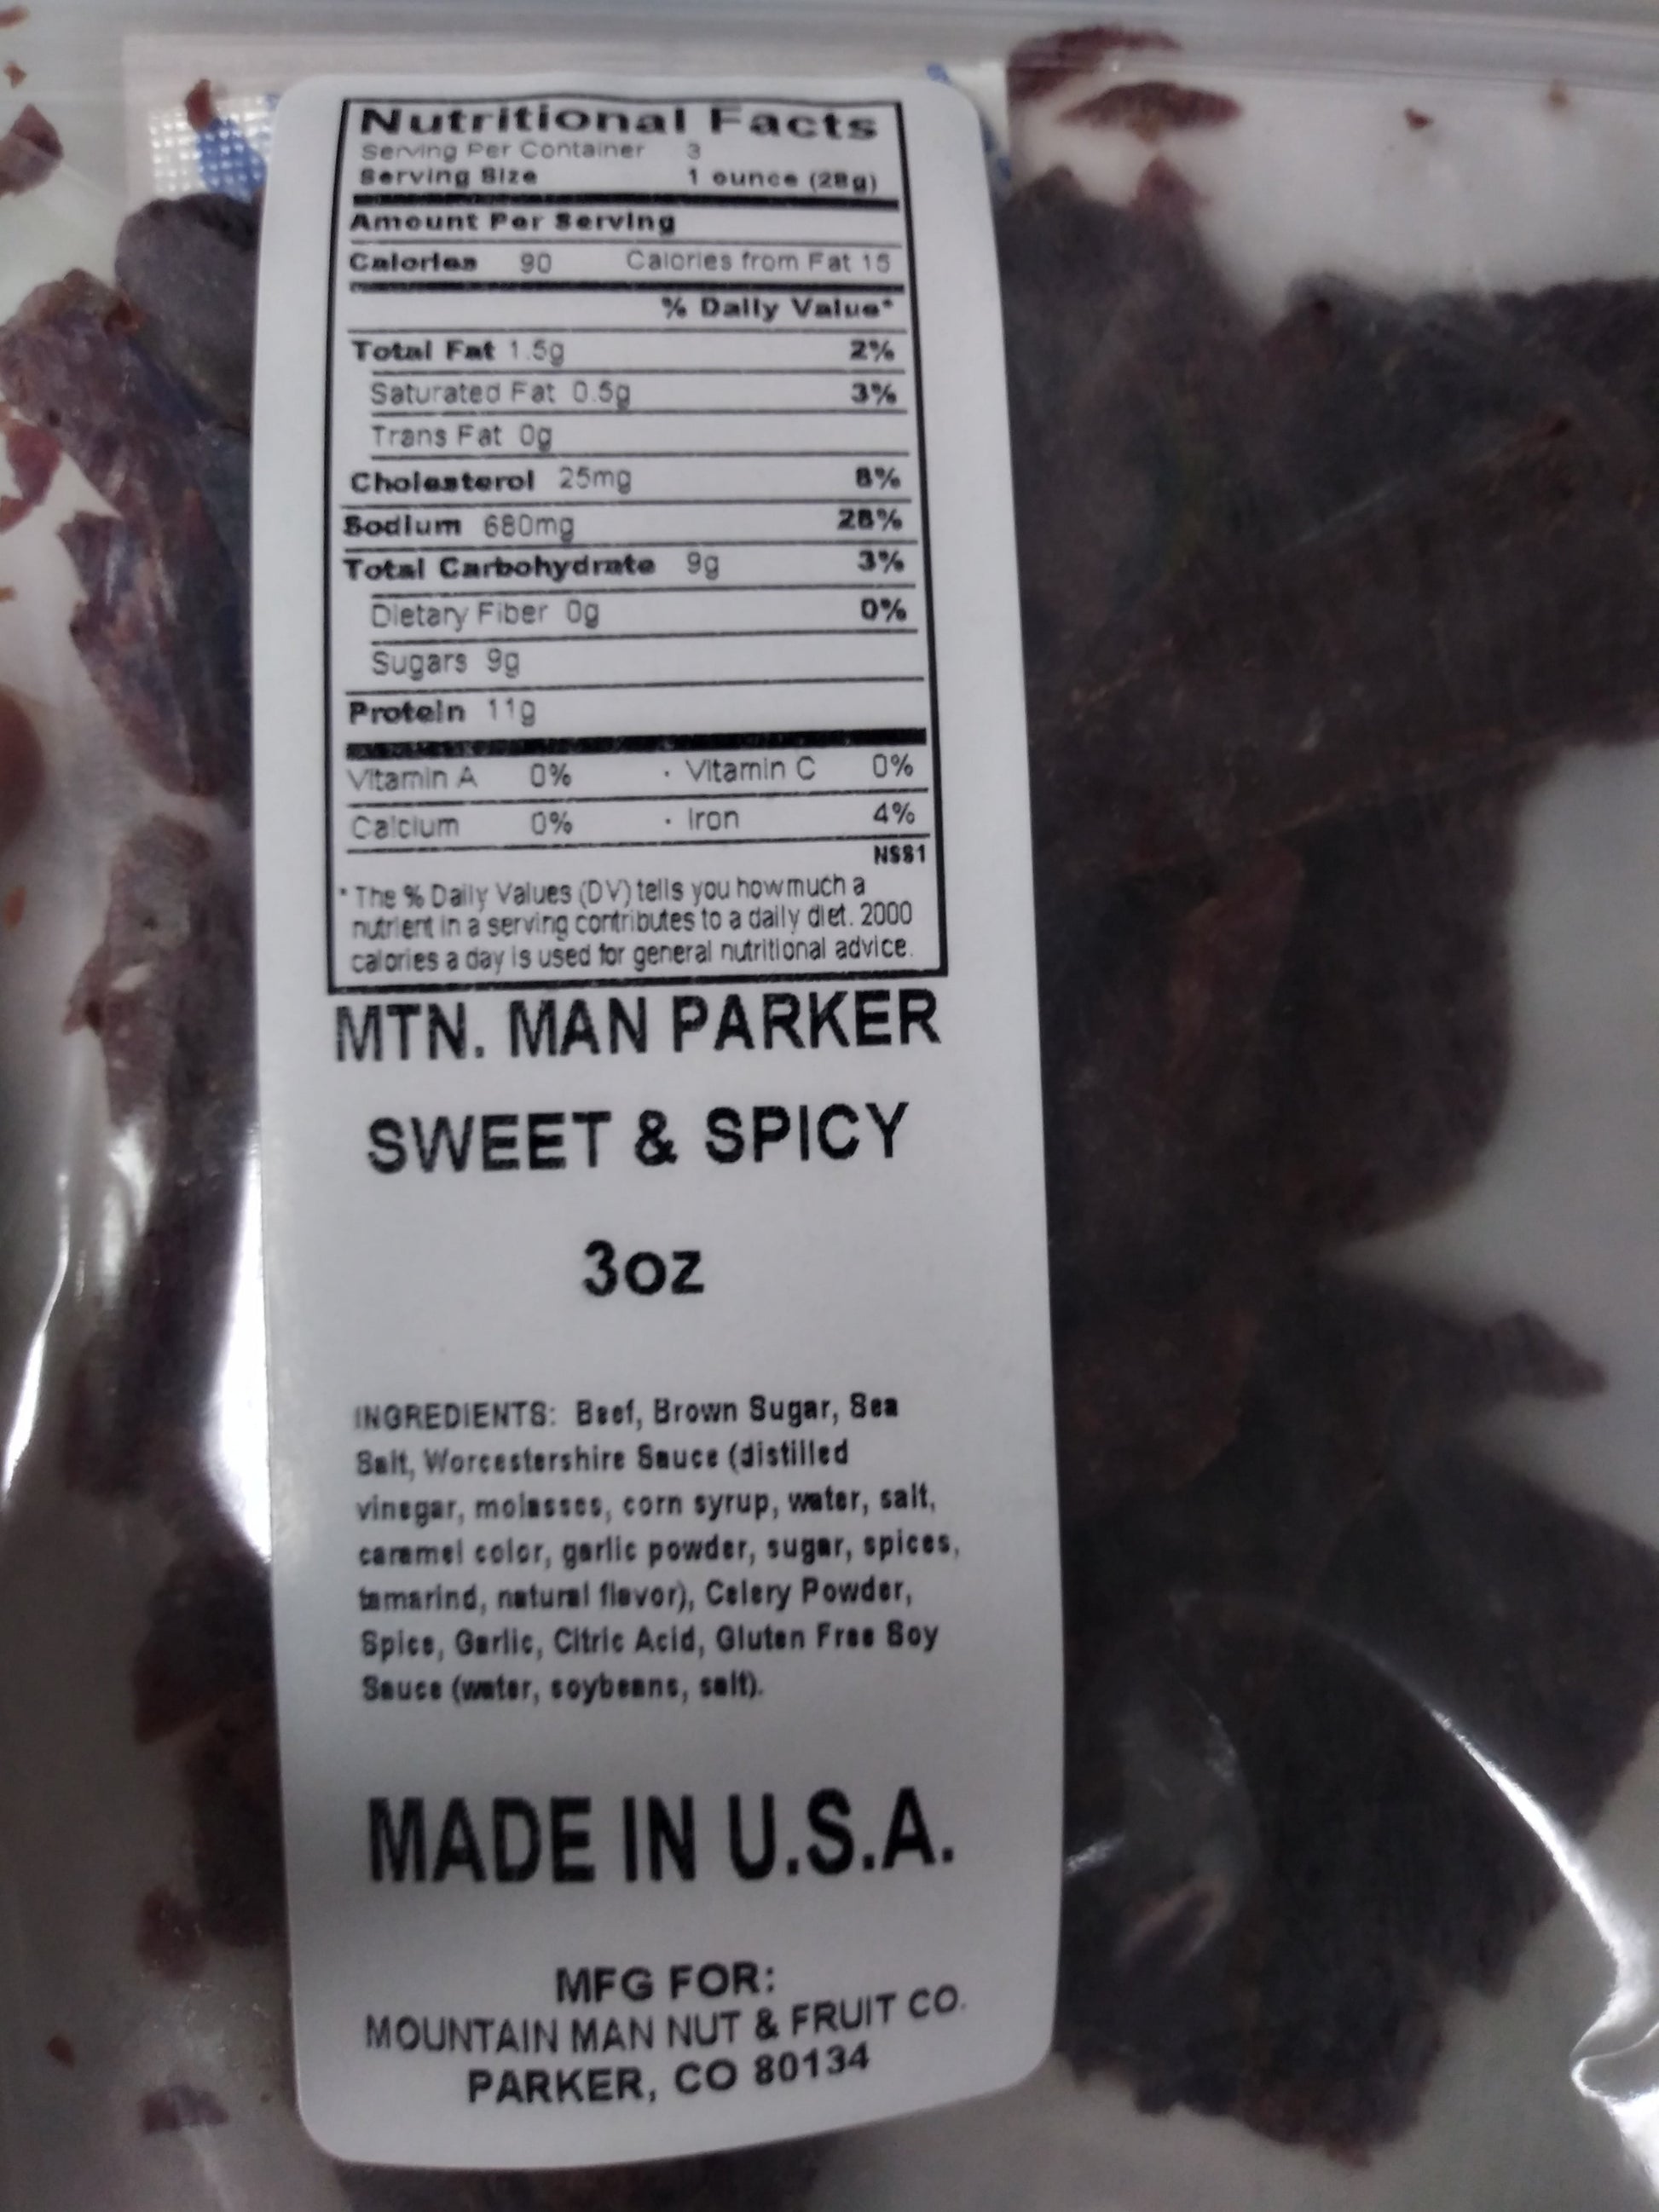 Nutritional Facts
Serving Per Container 3
Serving Size 1 ounce (28g)
Amount Per Serving
Calories 90 Calories from Fat 15
% Daily Value*
Total Fat 1.5g 2%
Saturated Fat 0.5g 3%
Trans Fat 0g
Cholesterol 25mg 8%
Sodium 680mg 28%
Total Carbohydrate 9g 3%
Dietary Fiber 0g 0%
Sugars 9g
Protein 11g
Vitamin A 0% · Vitamin C 0%
Calcium 0% · Iron 4%
NSS1
* The % Daily Values (DV) tells you how much a
nutrient in a serving contributes to a daily diet. 2000
calories a day is used for general nutritional advice.
MTN. MAN PARKER
SWEET & SPICY
3oz
INGREDIENTS: Beef, Brown Sugar, Sea
Salt, Worcestershire Sauce (distilled
vinegar, molasses, corn syrup, water, salt,
caramel color, garlic powder, sugar, spices,
tamarind, natural flavor), Celery Powder,
Spice, Garlic, Citric Acid, Gluten Free Soy
Sauce (water, soybeans, salt).
MADE IN U.S.A.
MFG FOR:
MOUNTAIN MAN NUT & FRUIT CO.
PARKER, CO 80134